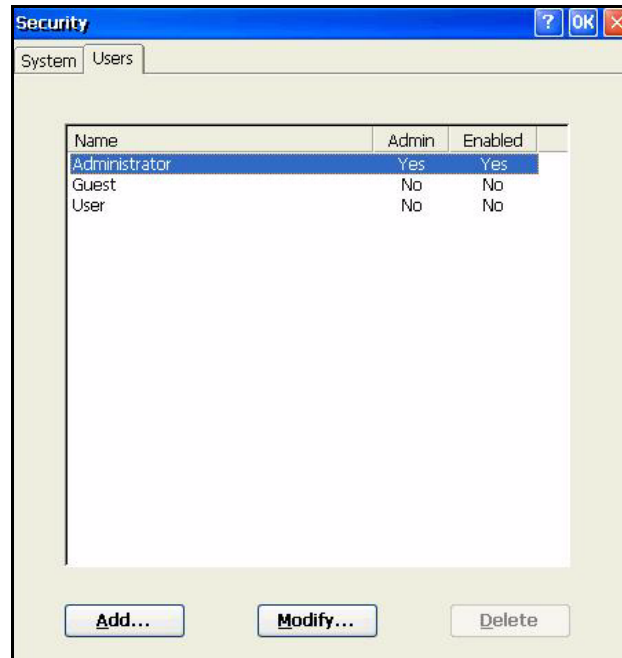 Security ? OK ×
System Users
Name Admin Enabled
Administrator Yes Yes
Guest No No
User No No
Add... Modify... Delete